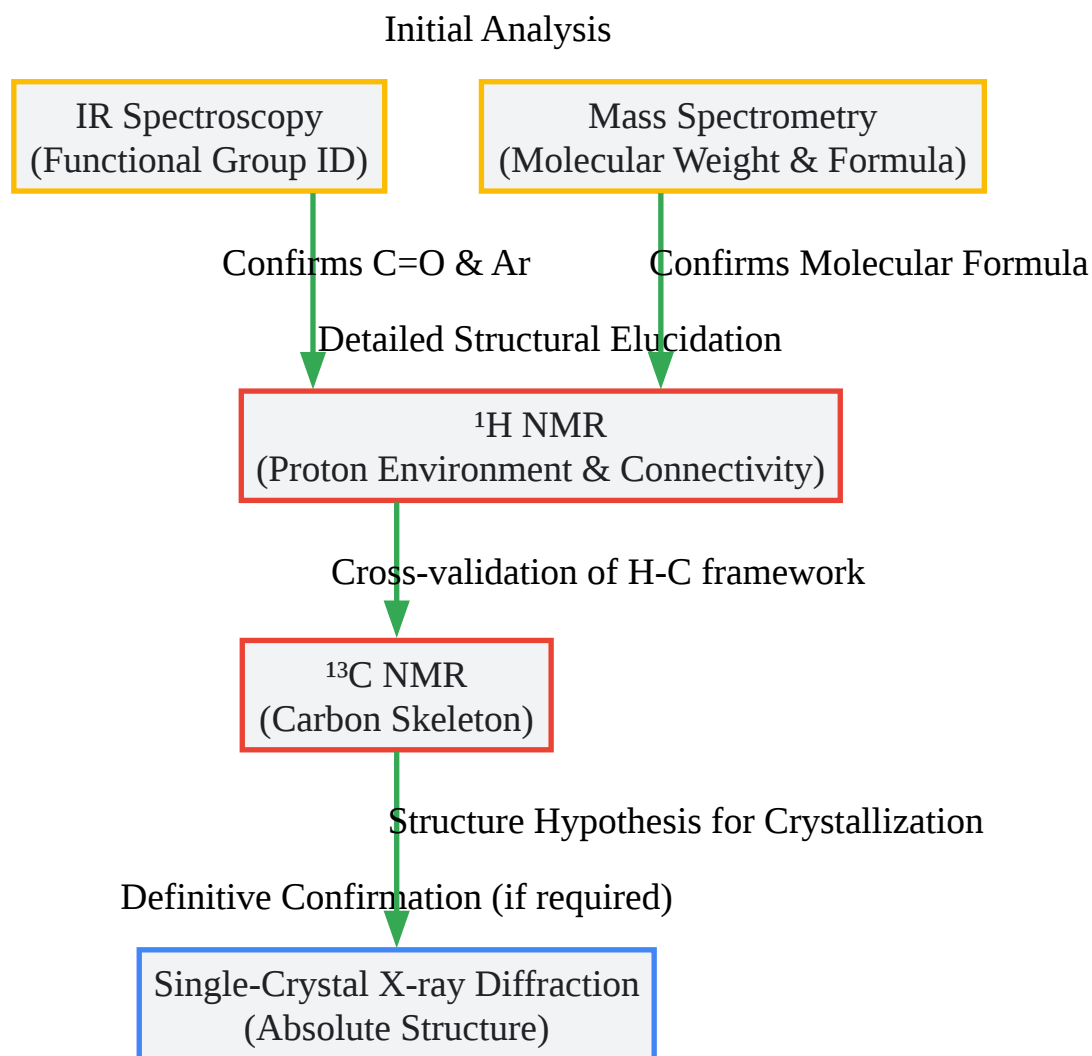 Initial Analysis
IR Spectroscopy
(Functional Group ID)
Mass Spectrometry
(Molecular Weight & Formula)
Confirms C=O & Ar
Confirms Molecular Formula
Detailed Structural Elucidation
¹H NMR
(Proton Environment & Connectivity)
Cross-validation of H-C framework
¹³C NMR
(Carbon Skeleton)
Structure Hypothesis for Crystallization
Definitive Confirmation (if required)
Single-Crystal X-ray Diffraction
(Absolute Structure)